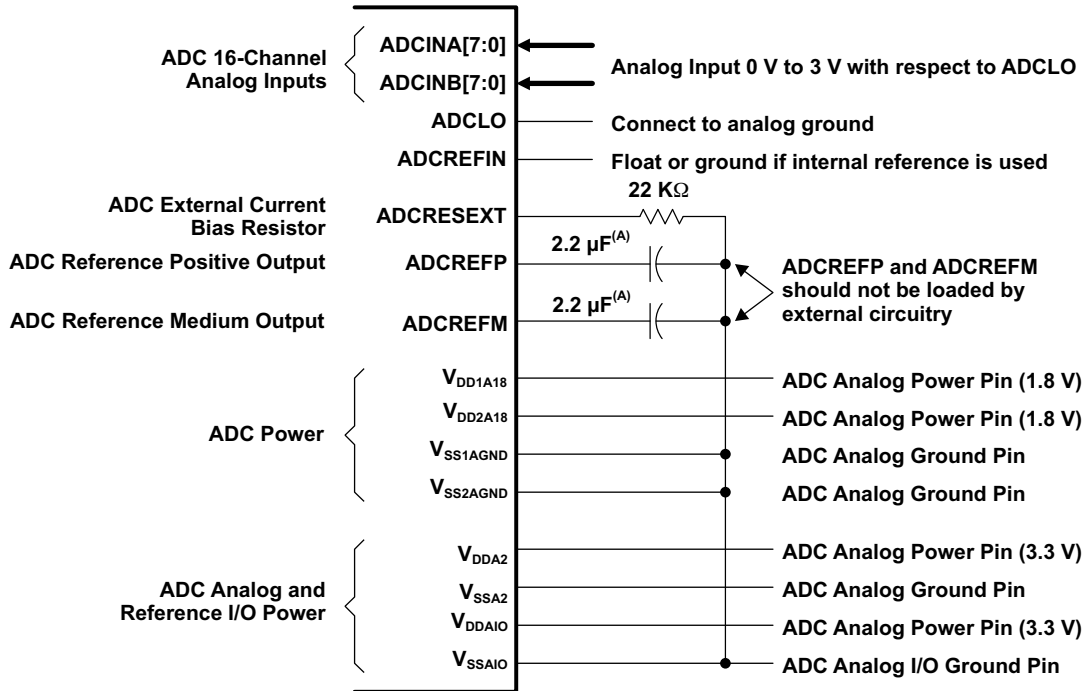 ADC 16-Channel
Analog Inputs
ADCINA[7:0]
ADCINB[7:0]
Analog Input 0 V to 3 V with respect to ADCLO
ADCLO
Connect to analog ground
ADCREFIN
Float or ground if internal reference is used
22 KΩ
ADC External Current
Bias Resistor
ADCRESEXT
2.2 µF(A)
ADC Reference Positive Output
ADCREFP
ADCREFP and ADCREFM
should not be loaded by
external circuitry
2.2 µF(A)
ADC Reference Medium Output
ADCREFM
VDD1A18
ADC Analog Power Pin (1.8 V)
VDD2A18
ADC Analog Power Pin (1.8 V)
ADC Power
VSS1AGND
ADC Analog Ground Pin
VSS2AGND
ADC Analog Ground Pin
VDDA2
ADC Analog Power Pin (3.3 V)
ADC Analog and
Reference I/O Power
VSSA2
ADC Analog Ground Pin
VDDAIO
ADC Analog Power Pin (3.3 V)
VSSAIO
ADC Analog I/O Ground Pin